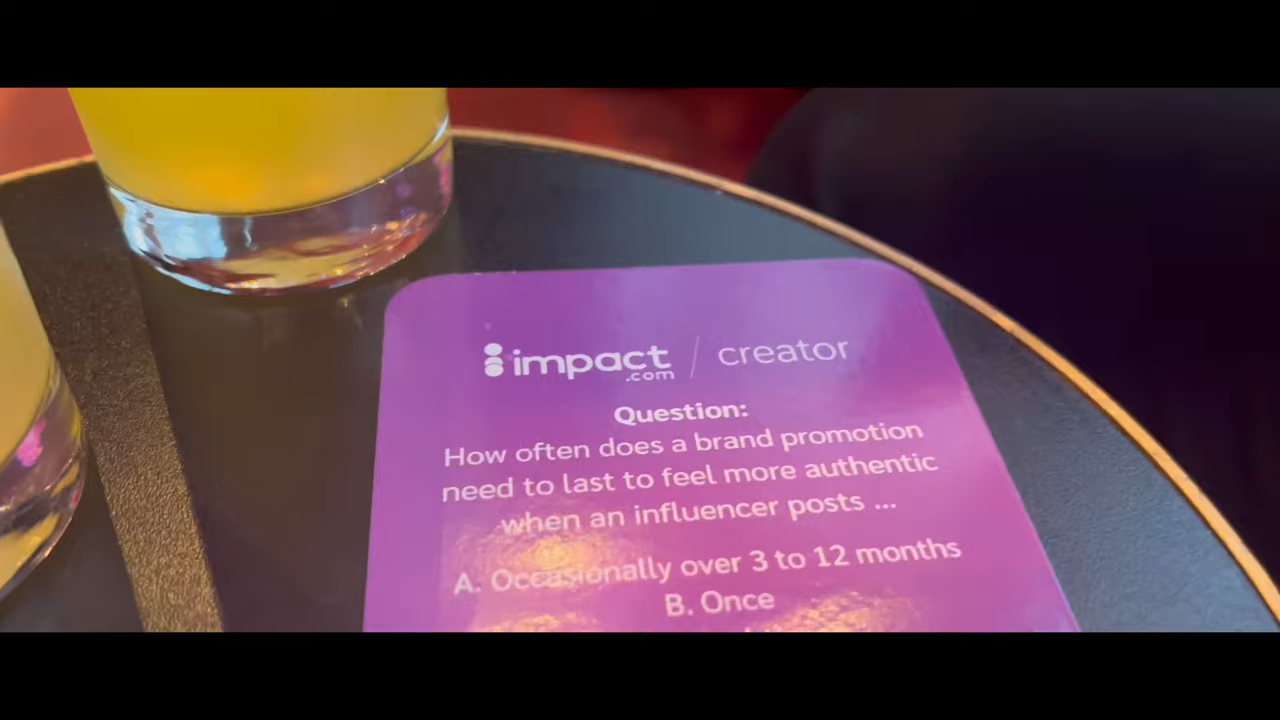 impact.com / creator
Question:
How often does a brand promotion
need to last to feel more authentic
when an influencer posts ...
A. Occasionally over 3 to 12 months
B. Once